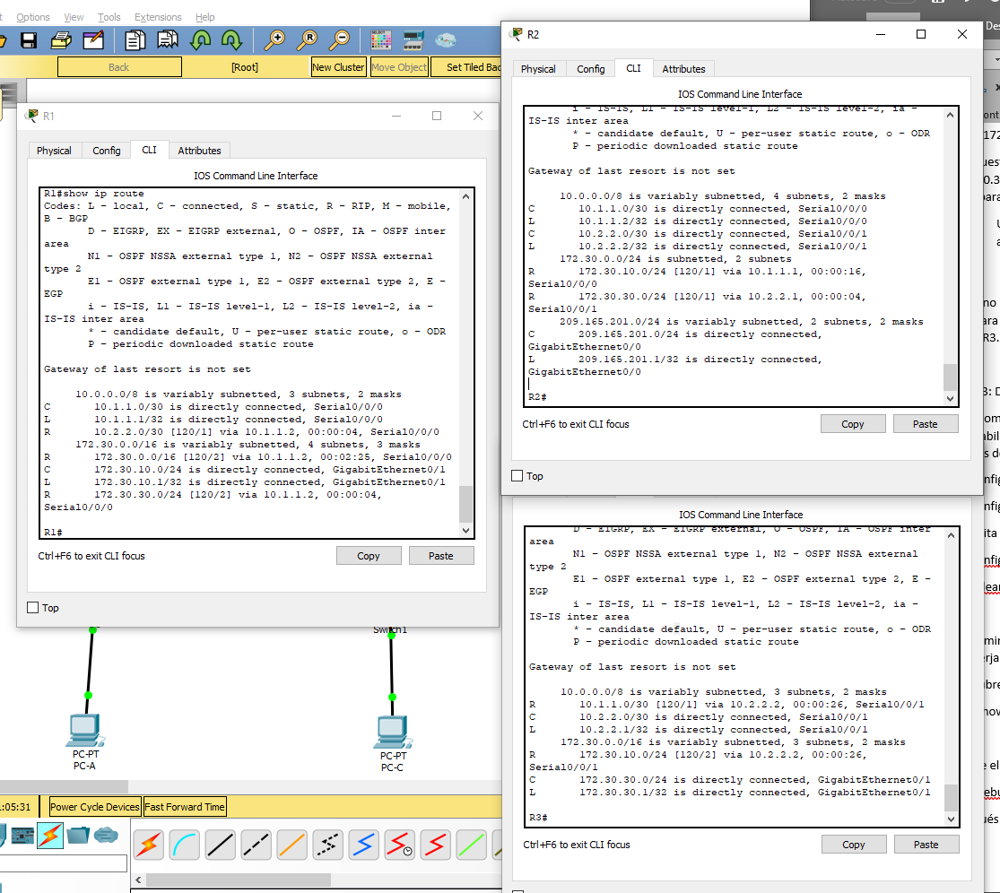 Options View Tools Extensions Help
Back
[Root]
New Cluster
Move Object
Set Tiled Bac
R1
Physical
Config
CLI
Attributes
IOS Command Line Interface
R1#show ip route
Codes: L - local, C - connected, S - static, R - RIP, M - mobile,
B - BGP
D - EIGRP, EX - EIGRP external, O - OSPF, IA - OSPF inter
area
N1 - OSPF NSSA external type 1, N2 - OSPF NSSA external
type 2
E1 - OSPF external type 1, E2 - OSPF external type 2, E -
EGP
i - IS-IS, L1 - IS-IS level-1, L2 - IS-IS level-2, ia -
IS-IS inter area
* - candidate default, U - per-user static route, o - ODR
P - periodic downloaded static route
Gateway of last resort is not set
10.0.0.0/8 is variably subnetted, 3 subnets, 2 masks
C 10.1.1.0/30 is directly connected, Serial0/0/0
L 10.1.1.1/32 is directly connected, Serial0/0/0
R 10.2.2.0/30 [120/1] via 10.1.1.2, 00:00:04, Serial0/0/0
172.30.0.0/16 is variably subnetted, 4 subnets, 3 masks
R 172.30.0.0/16 [120/2] via 10.1.1.2, 00:02:25, Serial0/0/0
C 172.30.10.0/24 is directly connected, GigabitEthernet0/1
L 172.30.10.1/32 is directly connected, GigabitEthernet0/1
R 172.30.30.0/24 [120/2] via 10.1.1.2, 00:00:04,
Serial0/0/0
R1#
Ctrl+F6 to exit CLI focus
Copy
Paste
Top
R2
Physical
Config
CLI
Attributes
IOS Command Line Interface
i - IS-IS, L1 - IS-IS level-1, L2 - IS-IS level-2, ia -
IS-IS inter area
* - candidate default, U - per-user static route, o - ODR
P - periodic downloaded static route
Gateway of last resort is not set
10.0.0.0/8 is variably subnetted, 4 subnets, 2 masks
C 10.1.1.0/30 is directly connected, Serial0/0/0
L 10.1.1.2/32 is directly connected, Serial0/0/0
C 10.2.2.0/30 is directly connected, Serial0/0/1
L 10.2.2.2/32 is directly connected, Serial0/0/1
172.30.0.0/24 is subnetted, 2 subnets
R 172.30.10.0/24 [120/1] via 10.1.1.1, 00:00:16,
Serial0/0/0
R 172.30.30.0/24 [120/1] via 10.2.2.1, 00:00:04,
Serial0/0/1
209.165.201.0/24 is variably subnetted, 2 subnets, 2 masks
C 209.165.201.0/24 is directly connected,
GigabitEthernet0/0
L 209.165.201.1/32 is directly connected,
GigabitEthernet0/0
R2#
Ctrl+F6 to exit CLI focus
Copy
Paste
Top
IOS Command Line Interface
D - EIGRP, EX - EIGRP external, O - OSPF, IA - OSPF inter
area
N1 - OSPF NSSA external type 1, N2 - OSPF NSSA external
type 2
E1 - OSPF external type 1, E2 - OSPF external type 2, E -
EGP
i - IS-IS, L1 - IS-IS level-1, L2 - IS-IS level-2, ia -
IS-IS inter area
* - candidate default, U - per-user static route, o - ODR
P - periodic downloaded static route
Gateway of last resort is not set
10.0.0.0/8 is variably subnetted, 3 subnets, 2 masks
R 10.1.1.0/30 [120/1] via 10.2.2.2, 00:00:26, Serial0/0/1
C 10.2.2.0/30 is directly connected, Serial0/0/1
L 10.2.2.1/32 is directly connected, Serial0/0/1
172.30.0.0/16 is variably subnetted, 3 subnets, 2 masks
R 172.30.10.0/24 [120/2] via 10.2.2.2, 00:00:26,
Serial0/0/1
C 172.30.30.0/24 is directly connected, GigabitEthernet0/1
L 172.30.30.1/32 is directly connected, GigabitEthernet0/1
R3#
Ctrl+F6 to exit CLI focus
Copy
Paste
Switch1
PC-PT
PC-A
PC-PT
PC-C
:05:31
Power Cycle Devices
Fast Forward Time